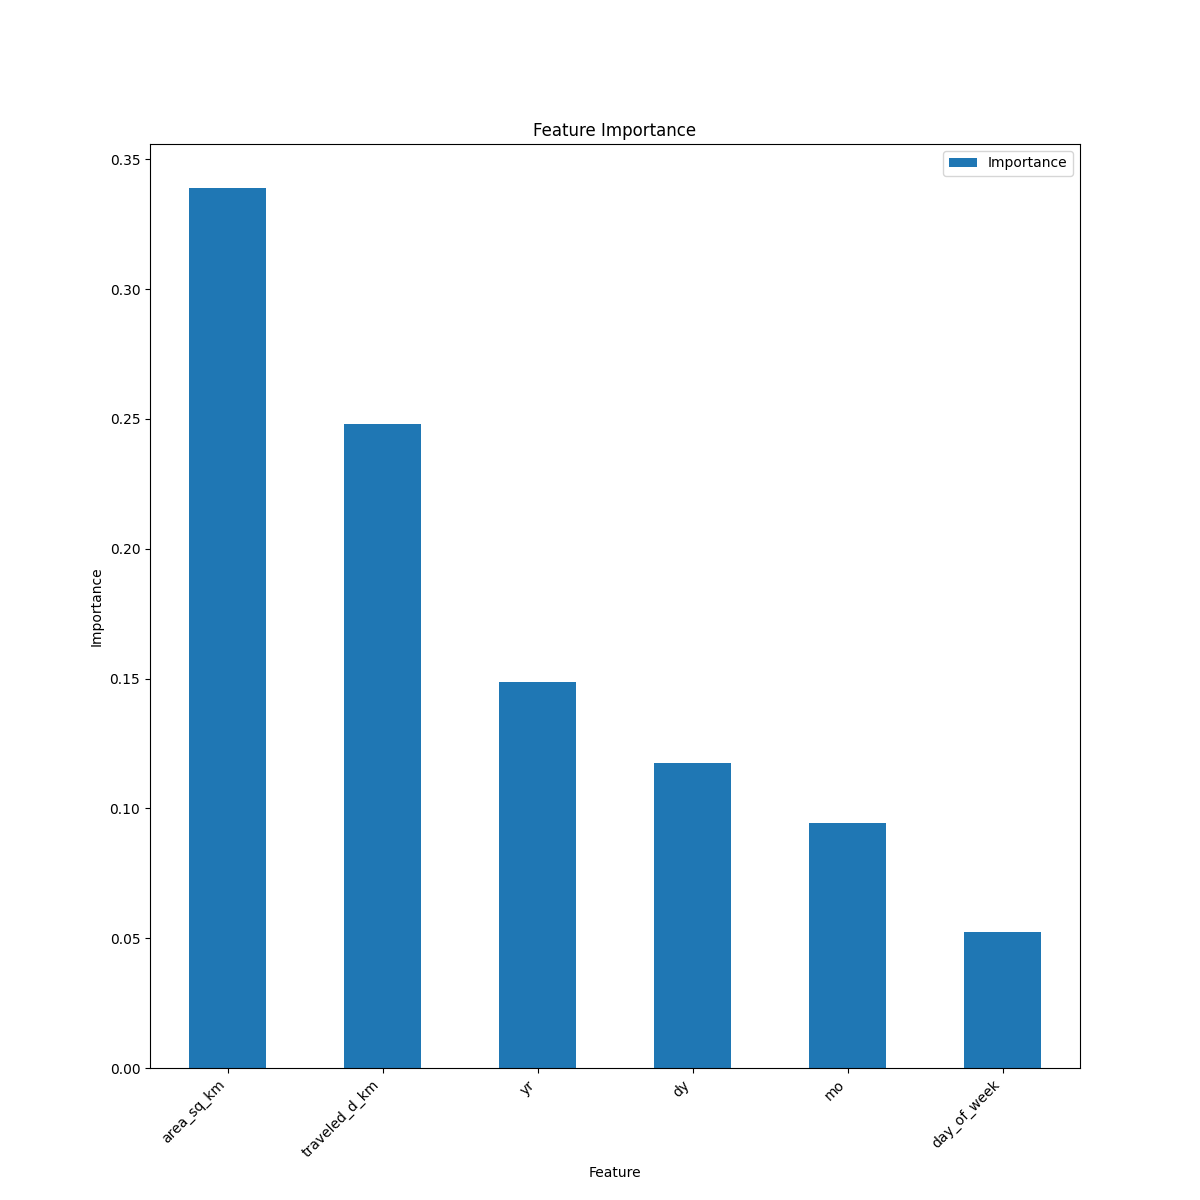 Feature Importance
Importance
0.35
0.30
0.25
0.20
0.15
0.10
0.05
0.00
Importance
area_sq_km
traveled_d_km
yr
dy
mo
day_of_week
Feature